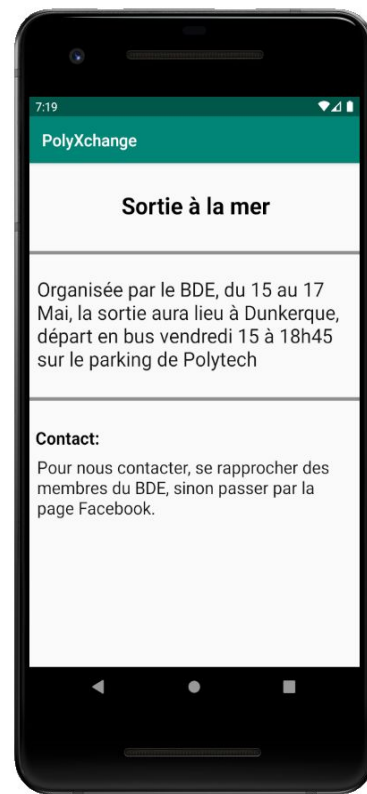 7:19
PolyXchange
Sortie à la mer
Organisée par le BDE, du 15 au 17
Mai, la sortie aura lieu à Dunkerque,
départ en bus vendredi 15 à 18h45
sur le parking de Polytech
Contact:
Pour nous contacter, se rapprocher des
membres du BDE, sinon passer par la
page Facebook.